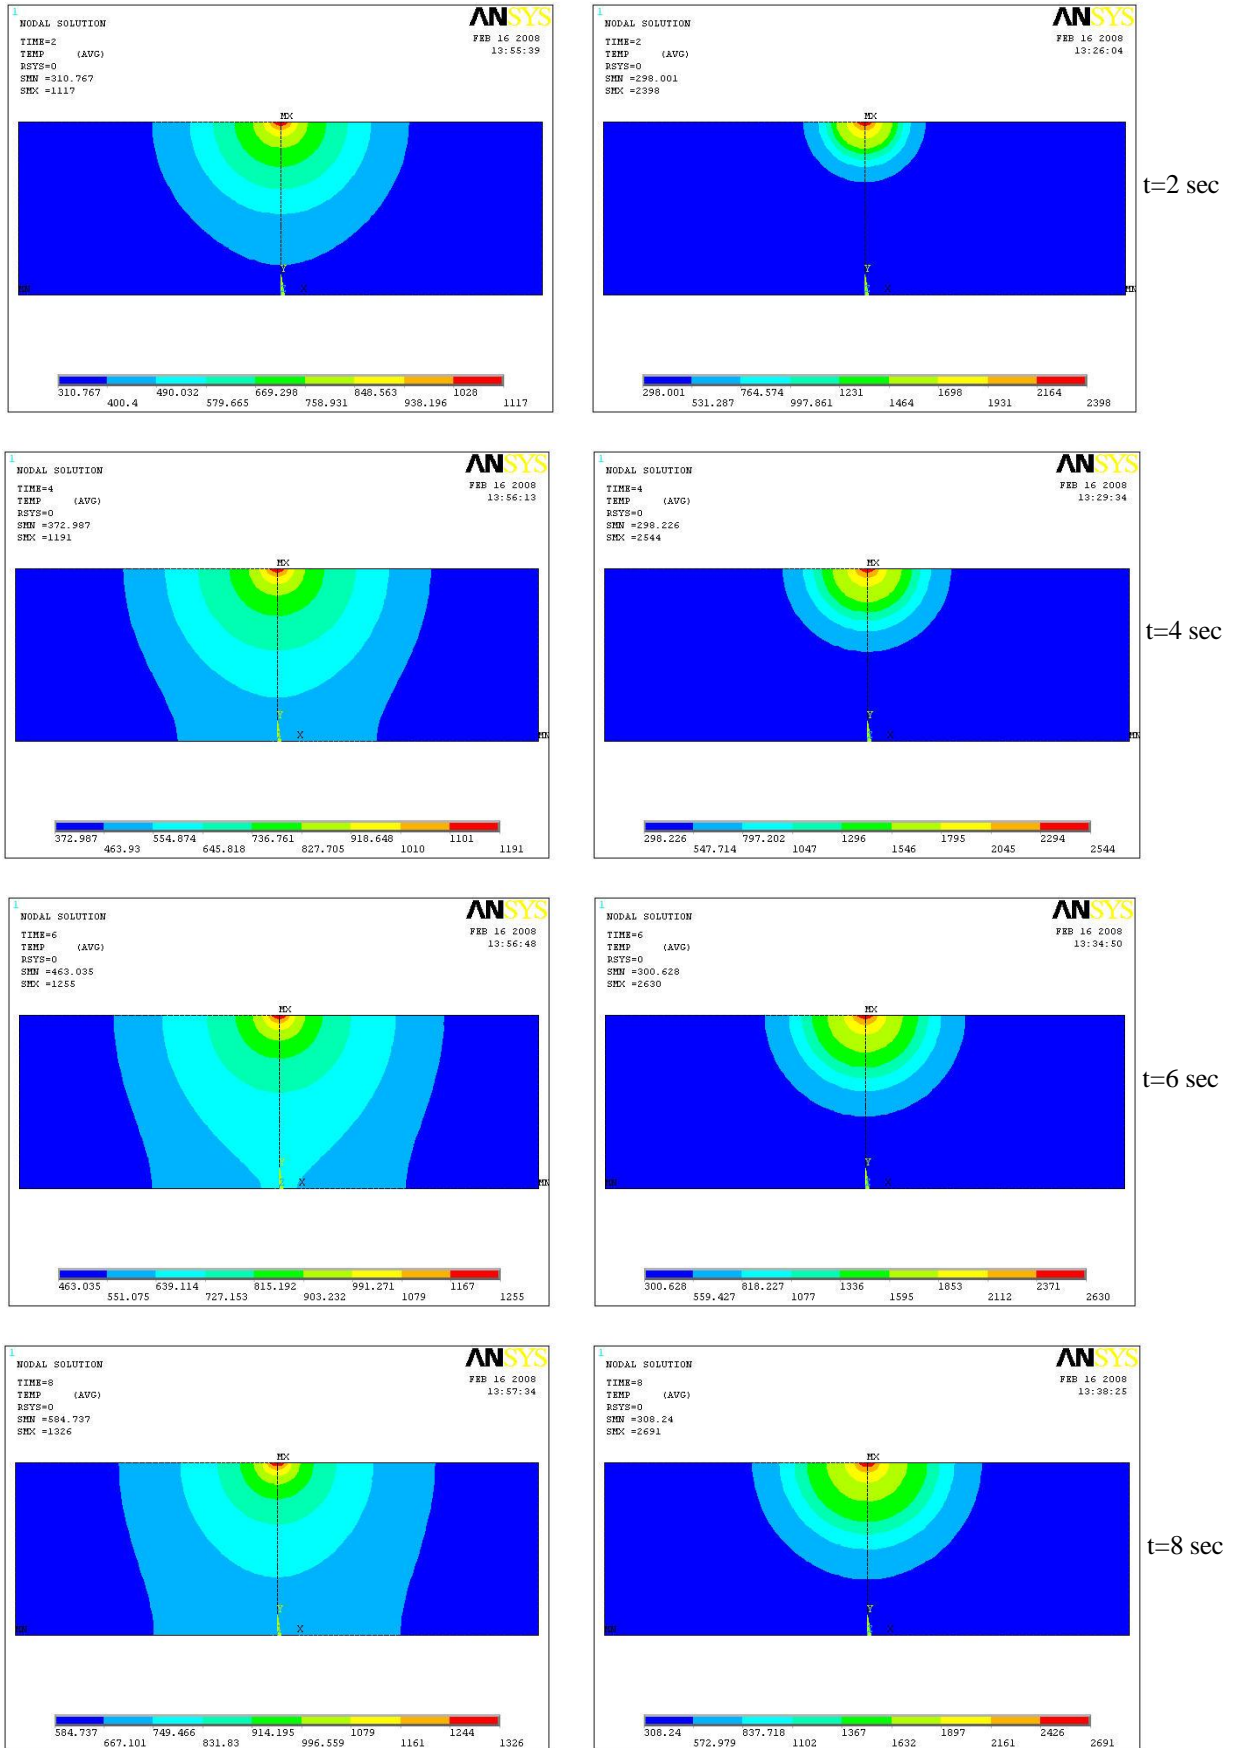 1
NODAL SOLUTION
TIME=2
TEMP (AVG)
RSYS=0
SMN =310.767
SMX =1117
ANSYS
FEB 16 2008
13:55:39
MX
Y
MN X
310.767 490.032 669.298 848.563 1028
400.4 579.665 758.931 938.196 1117
1
NODAL SOLUTION
TIME=2
TEMP (AVG)
RSYS=0
SMN =298.001
SMX =2398
ANSYS
FEB 16 2008
13:26:04
MX
Y
X MN
298.001 764.574 1231 1698 2164
531.287 997.861 1464 1931 2398
t=2 sec
1
NODAL SOLUTION
TIME=4
TEMP (AVG)
RSYS=0
SMN =372.987
SMX =1191
ANSYS
FEB 16 2008
13:56:13
MX
Y
X MN
372.987 554.874 736.761 918.648 1101
463.93 645.818 827.705 1010 1191
1
NODAL SOLUTION
TIME=4
TEMP (AVG)
RSYS=0
SMN =298.226
SMX =2544
ANSYS
FEB 16 2008
13:29:34
MX
Y
X MN
298.226 797.202 1296 1795 2294
547.714 1047 1546 2045 2544
t=4 sec
1
NODAL SOLUTION
TIME=6
TEMP (AVG)
RSYS=0
SMN =463.035
SMX =1255
ANSYS
FEB 16 2008
13:56:48
MX
Y
X MN
463.035 639.114 815.192 991.271 1167
551.075 727.153 903.232 1079 1255
1
NODAL SOLUTION
TIME=6
TEMP (AVG)
RSYS=0
SMN =300.628
SMX =2630
ANSYS
FEB 16 2008
13:34:50
MX
Y
MN X
300.628 818.227 1336 1853 2371
559.427 1077 1595 2112 2630
t=6 sec
1
NODAL SOLUTION
TIME=8
TEMP (AVG)
RSYS=0
SMN =584.737
SMX =1326
ANSYS
FEB 16 2008
13:57:34
MX
Y
MN X
584.737 749.466 914.195 1079 1244
667.101 831.83 996.559 1161 1326
1
NODAL SOLUTION
TIME=8
TEMP (AVG)
RSYS=0
SMN =308.24
SMX =2691
ANSYS
FEB 16 2008
13:38:25
MX
Y
MN X
308.24 837.718 1367 1897 2426
572.979 1102 1632 2161 2691
t=8 sec